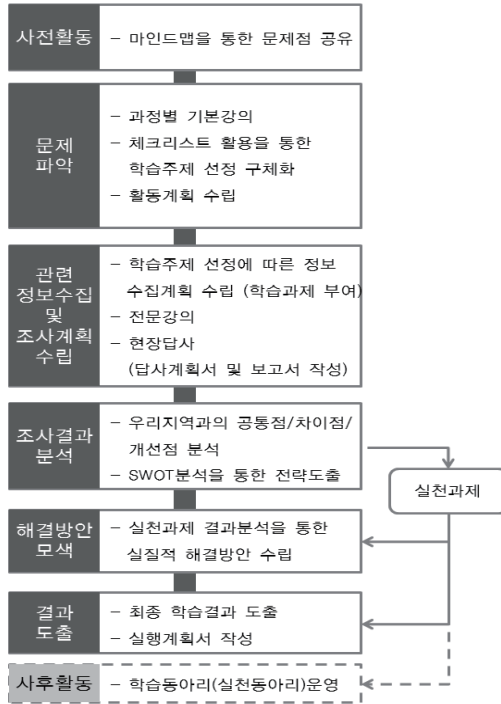 사전활동
- 마인드맵을 통한 문제점 공유
문제
파악
- 과정별 기본강의
- 체크리스트 활용을 통한
학습주제 선정 구체화
- 활동계획 수립
관련
정보수집
및
조사계획
수립
- 학습주제 선정에 따른 정보
수집계획 수립 (학습과제 부여)
- 전문강의
- 현장답사
(답사계획서 및 보고서 작성)
조사결과
분석
- 우리지역과의 공통점/차이점/
개선점 분석
- SWOT분석을 통한 전략도출
실천과제
해결방안
모색
- 실천과제 결과분석을 통한
실질적 해결방안 수립
결과
도출
- 최종 학습결과 도출
- 실행계획서 작성
사후활동
- 학습동아리(실천동아리)운영